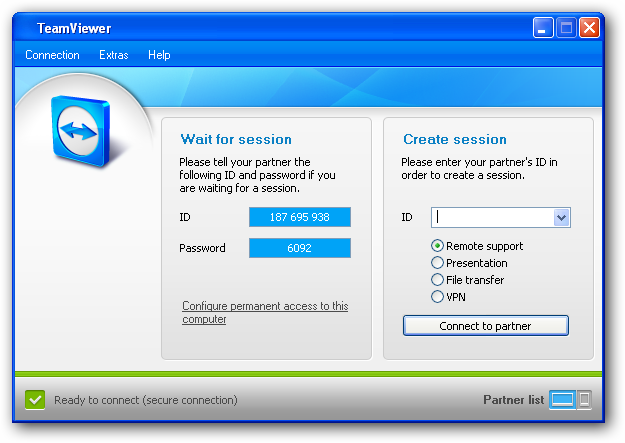 TeamViewer
Connection Extras Help
Wait for session
Please tell your partner the
following ID and password if you
are waiting for a session.
ID 187 695 938
Password 6092
Configure permanent access to this
computer
Create session
Please enter your partner's ID in
order to create a session.
ID
Remote support
Presentation
File transfer
VPN
Connect to partner
Ready to connect (secure connection)
Partner list